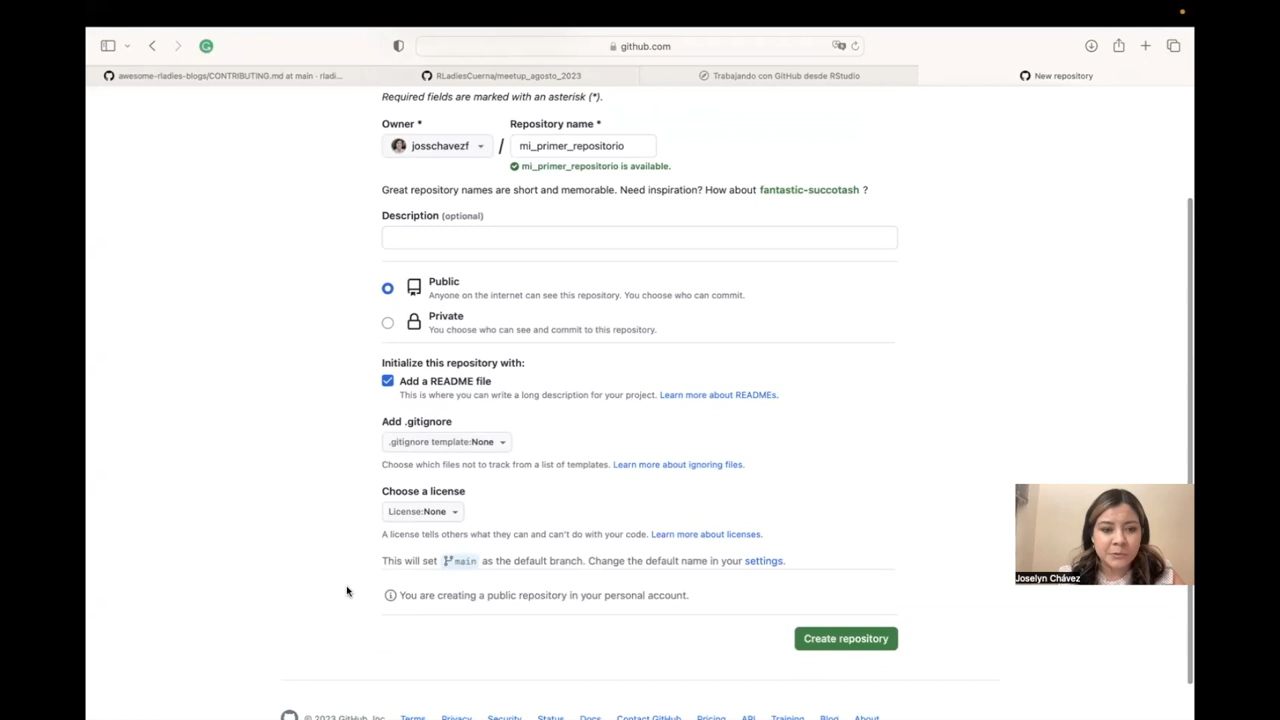 github.com
awesome-rladies-blogs/CONTRIBUTING.md at main · rladi...
RLadiesCuerna/meetup_agosto_2023
Trabajando con GitHub desde RStudio
New repository
Required fields are marked with an asterisk (*).
Owner *
Repository name *
josschavezf
/
mi_primer_repositorio
mi_primer_repositorio is available.
Great repository names are short and memorable. Need inspiration? How about fantastic-succotash ?
Description (optional)
Public
Anyone on the internet can see this repository. You choose who can commit.
Private
You choose who can see and commit to this repository.
Initialize this repository with:
Add a README file
This is where you can write a long description for your project. Learn more about READMEs.
Add .gitignore
.gitignore template:None
Choose which files not to track from a list of templates. Learn more about ignoring files.
Choose a license
License:None
A license tells others what they can and can't do with your code. Learn more about licenses.
This will set main as the default branch. Change the default name in your settings.
You are creating a public repository in your personal account.
Create repository
Joselyn Chávez
© 2023 GitHub, Inc. Terms Privacy Security Status Docs Contact GitHub Pricing API Training Blog About